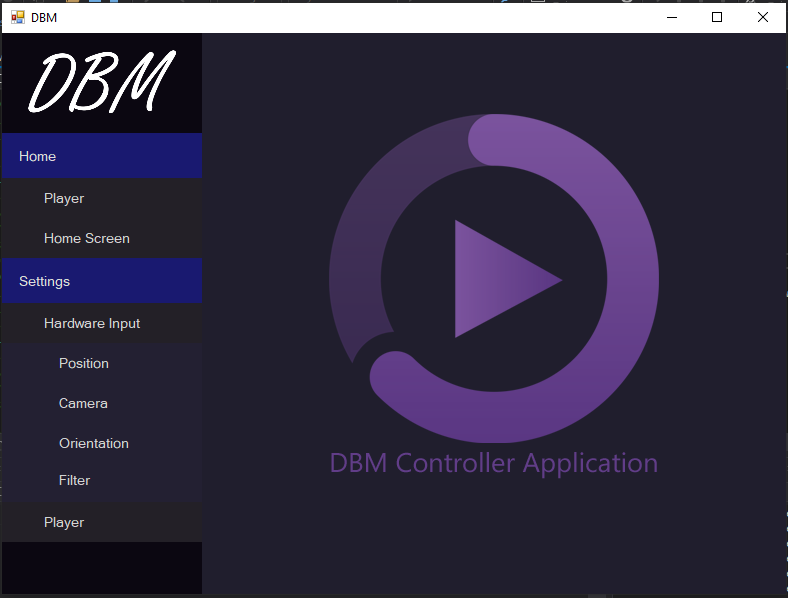 DBM
DBM
Home
Player
Home Screen
Settings
Hardware Input
Position
Camera
Orientation
Filter
Player
DBM Controller Application